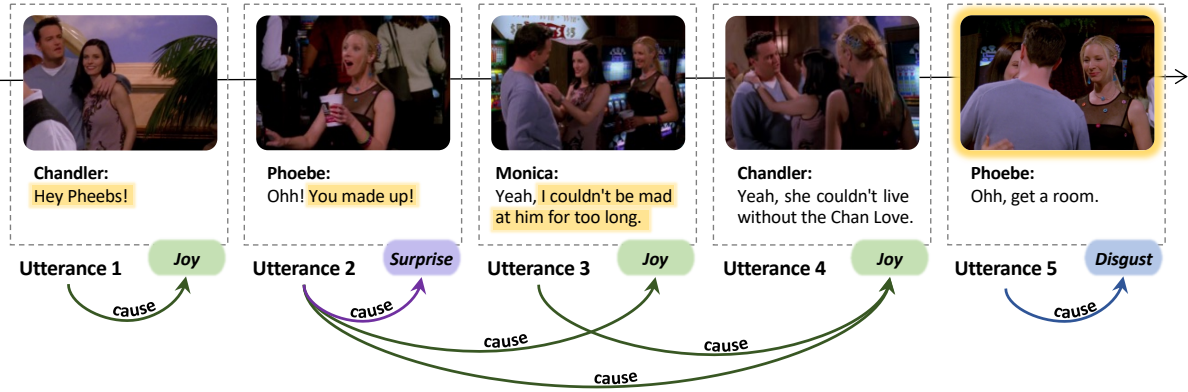 Chandler:
Hey Pheebs!
Phoebe:
Ohh! You made up!
Monica:
Yeah, I couldn't be mad
at him for too long.
Chandler:
Yeah, she couldn't live
without the Chan Love.
Phoebe:
Ohh, get a room.
Utterance 1
Joy
Utterance 2
Surprise
Utterance 3
Joy
Utterance 4
Joy
Utterance 5
Disgust
cause
cause
cause
cause
cause
cause